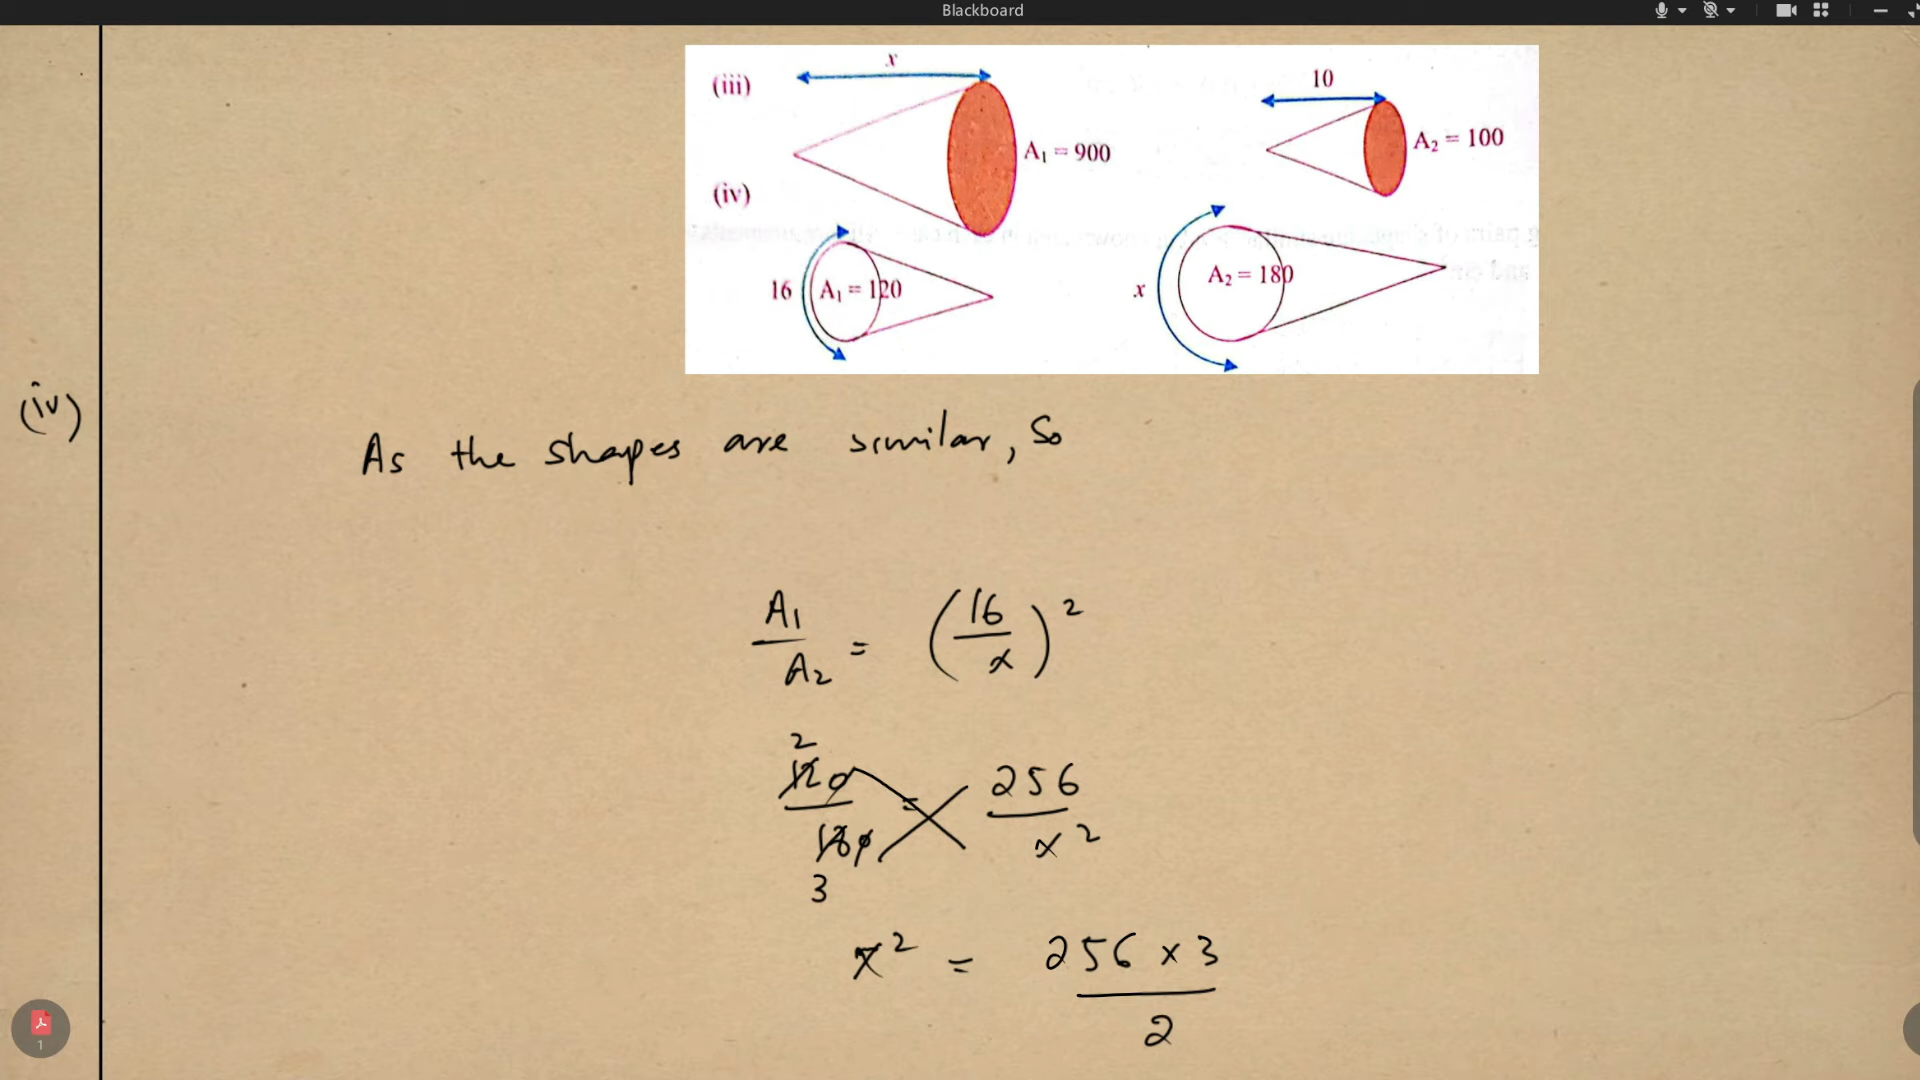 Blackboard
(iii) x A₁ = 900 10 A₂ = 100
(iv) 16 A₁ = 120 x A₂ = 180
(iv) As the shapes are similar, So
A₁/A₂ = (16/x)²
2
120/180 = 256/x²
3
x² = 256 × 3 / 2
1